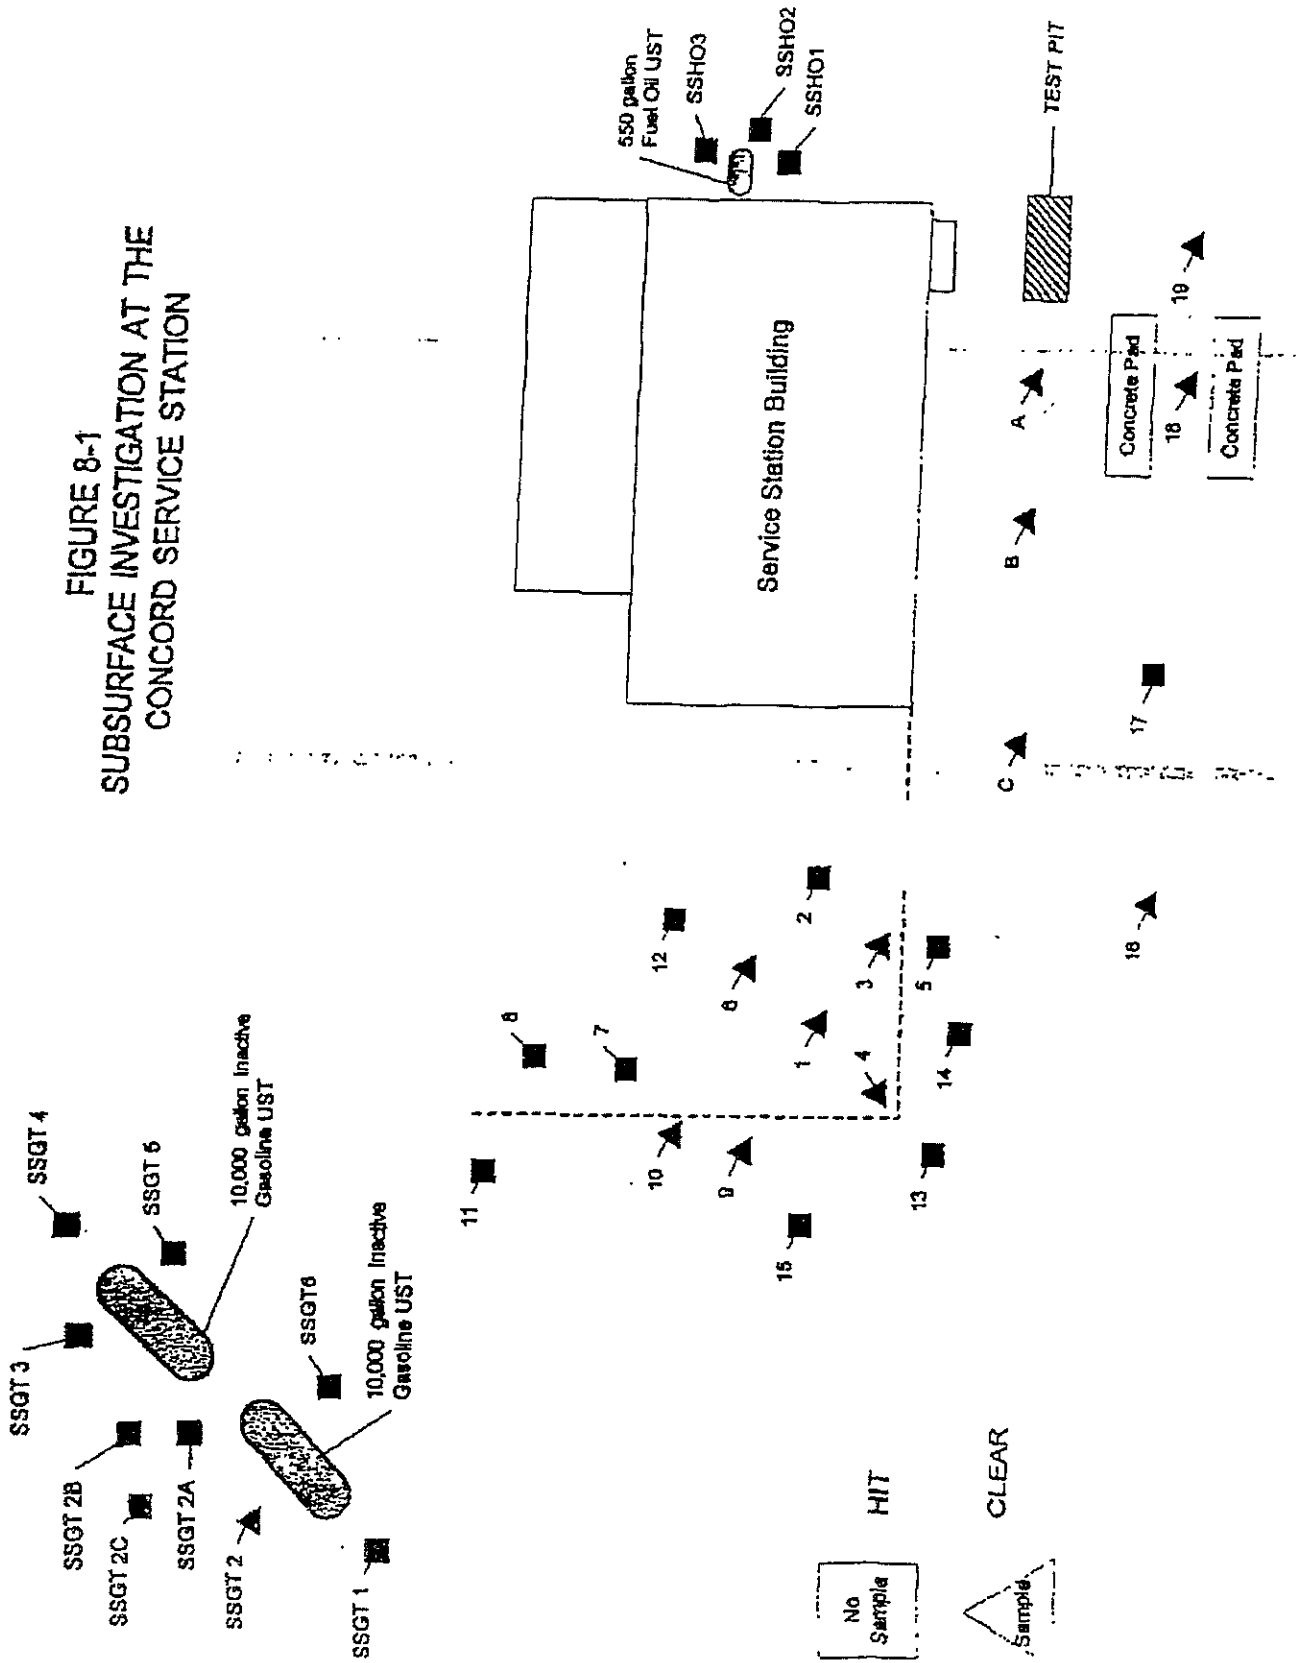 FIGURE 8-1
SUBSURFACE INVESTIGATION AT THE
CONCORD SERVICE STATION
SSGT 4
SSGT 3
SSGT 5
SSGT 2B
SSGT 2C
SSGT 2A
SSGT 2
SSGT 1
SSGT6
10,000 gallon Inactive
Gasoline UST
10,000 gallon Inactive
Gasoline UST
550 gallon
Fuel Oil UST
SSHO3
SSHO2
SSHO1
Service Station Building
TEST PIT
11
8
7
12
10
9
6
2
15
1
3
4
5
13
14
C
B
A
17
18
19
18
Concrete Pad
Concrete Pad
No
Sample
HIT
Sample
CLEAR